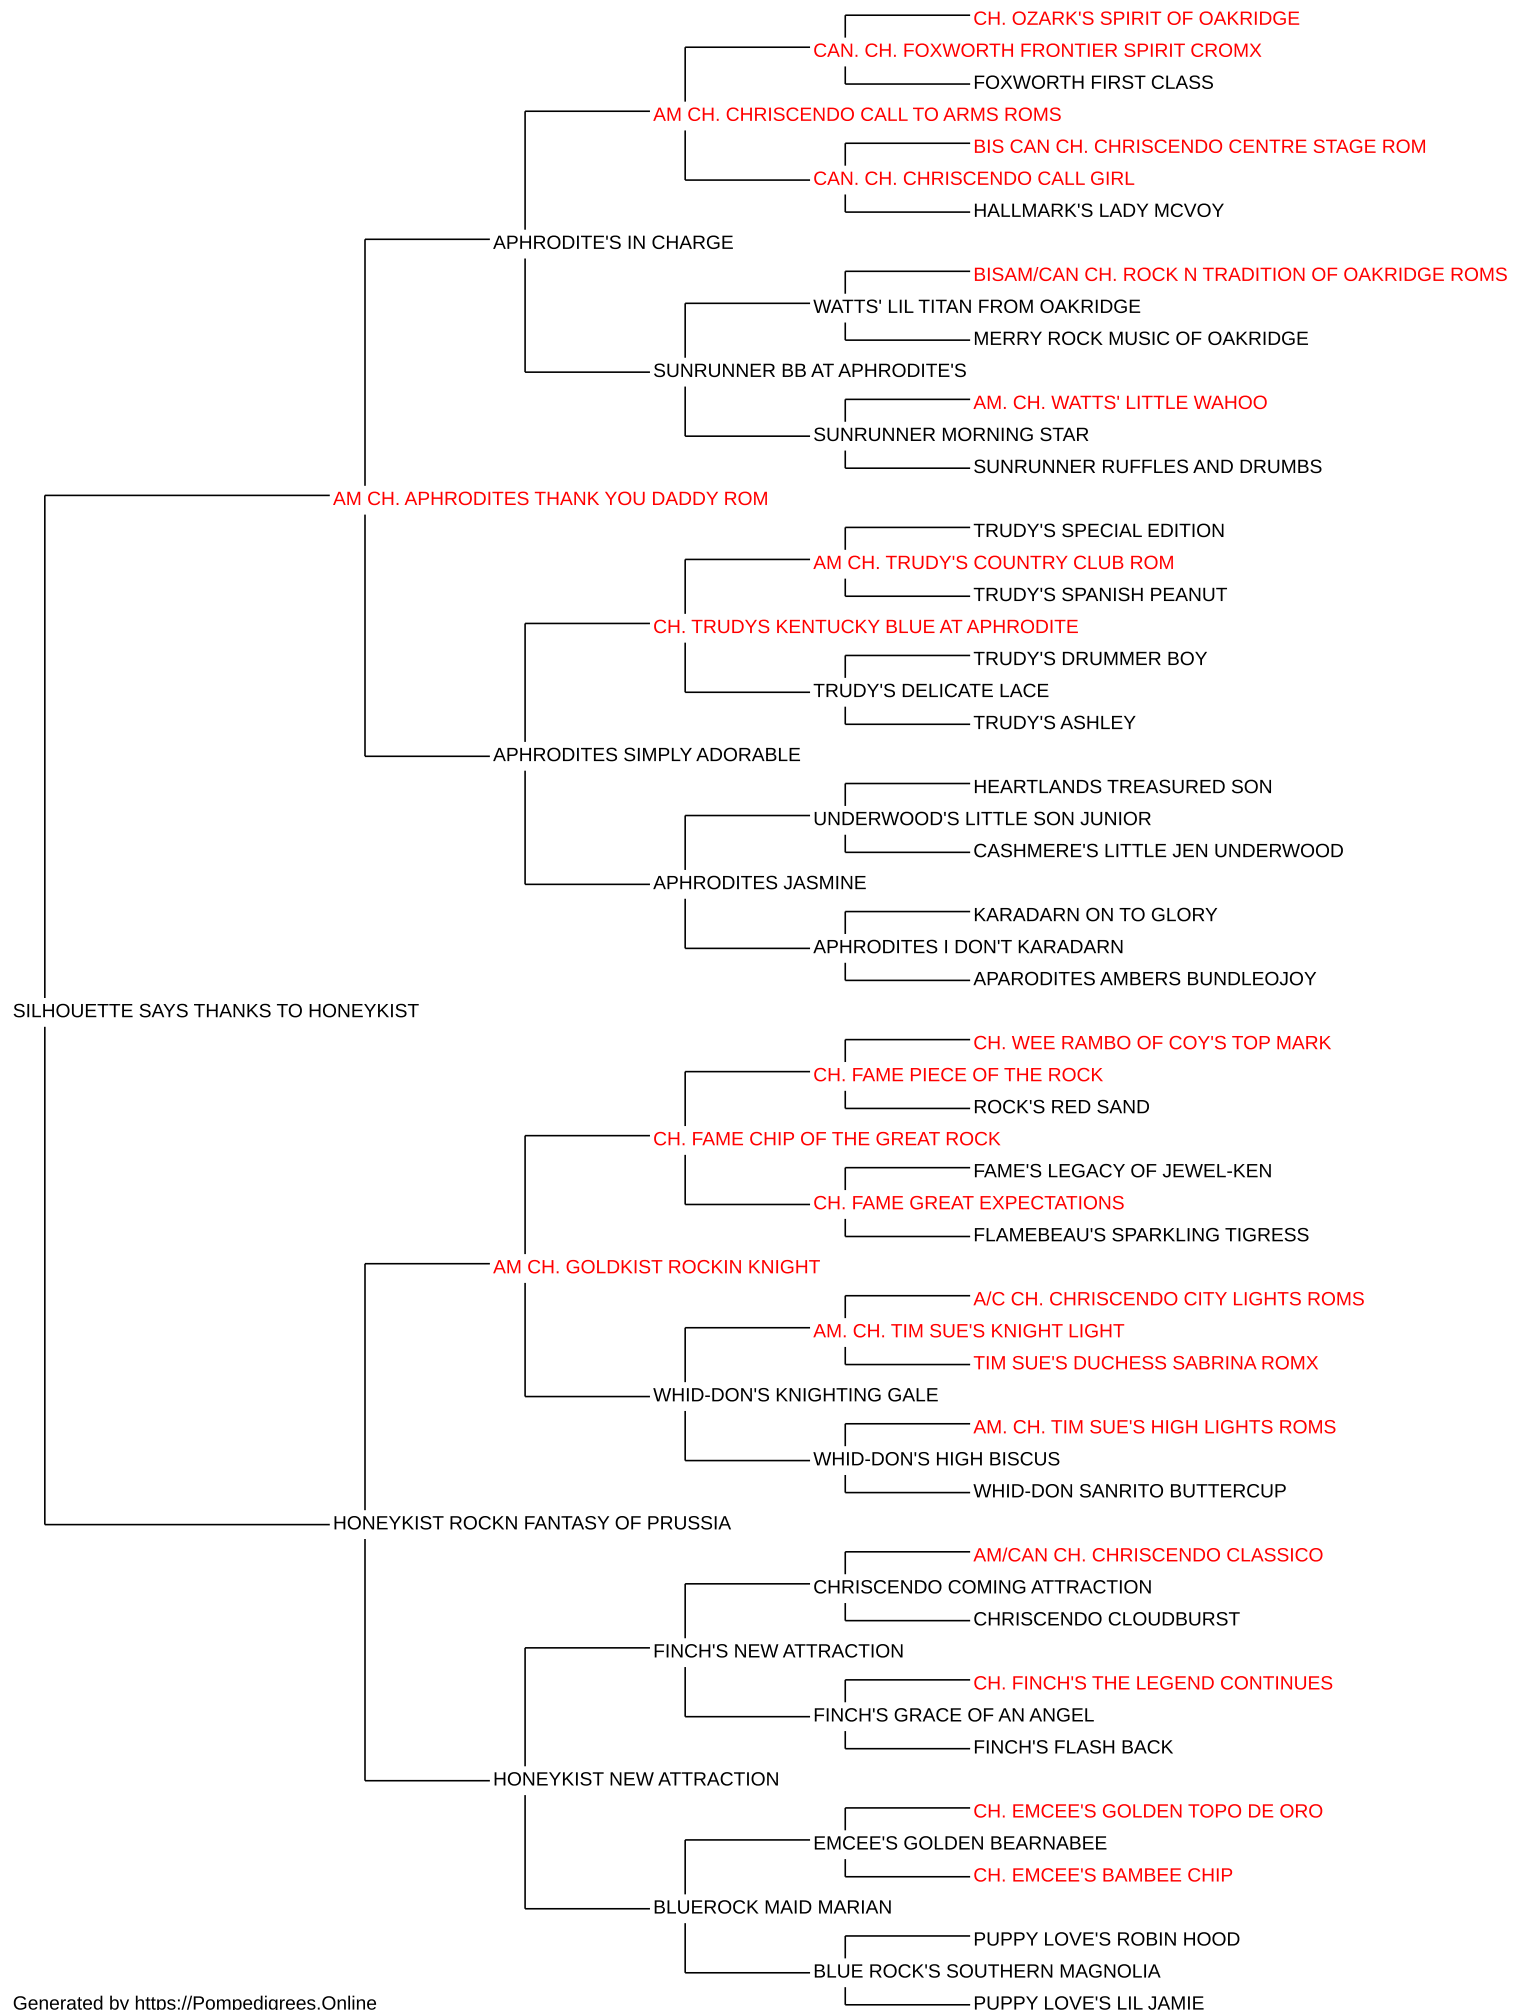 CH. OZARK'S SPIRIT OF OAKRIDGE
CAN. CH. FOXWORTH FRONTIER SPIRIT CROMX
FOXWORTH FIRST CLASS
AM CH. CHRISCENDO CALL TO ARMS ROMS
BIS CAN CH. CHRISCENDO CENTRE STAGE ROM
CAN. CH. CHRISCENDO CALL GIRL
HALLMARK'S LADY MCVOY
APHRODITE'S IN CHARGE
BISAM/CAN CH. ROCK N TRADITION OF OAKRIDGE ROMS
WATTS' LIL TITAN FROM OAKRIDGE
MERRY ROCK MUSIC OF OAKRIDGE
SUNRUNNER BB AT APHRODITE'S
AM. CH. WATTS' LITTLE WAHOO
SUNRUNNER MORNING STAR
SUNRUNNER RUFFLES AND DRUMBS
AM CH. APHRODITES THANK YOU DADDY ROM
TRUDY'S SPECIAL EDITION
AM CH. TRUDY'S COUNTRY CLUB ROM
TRUDY'S SPANISH PEANUT
CH. TRUDYS KENTUCKY BLUE AT APHRODITE
TRUDY'S DRUMMER BOY
TRUDY'S DELICATE LACE
TRUDY'S ASHLEY
APHRODITES SIMPLY ADORABLE
HEARTLANDS TREASURED SON
UNDERWOOD'S LITTLE SON JUNIOR
CASHMERE'S LITTLE JEN UNDERWOOD
APHRODITES JASMINE
KARADARN ON TO GLORY
APHRODITES I DON'T KARADARN
APARODITES AMBERS BUNDLEOJOY
SILHOUETTE SAYS THANKS TO HONEYKIST
CH. WEE RAMBO OF COY'S TOP MARK
CH. FAME PIECE OF THE ROCK
ROCK'S RED SAND
CH. FAME CHIP OF THE GREAT ROCK
FAME'S LEGACY OF JEWEL-KEN
CH. FAME GREAT EXPECTATIONS
FLAMEBEAU'S SPARKLING TIGRESS
AM CH. GOLDKIST ROCKIN KNIGHT
A/C CH. CHRISCENDO CITY LIGHTS ROMS
AM. CH. TIM SUE'S KNIGHT LIGHT
TIM SUE'S DUCHESS SABRINA ROMX
WHID-DON'S KNIGHTING GALE
AM. CH. TIM SUE'S HIGH LIGHTS ROMS
WHID-DON'S HIGH BISCUS
WHID-DON SANRITO BUTTERCUP
HONEYKIST ROCKN FANTASY OF PRUSSIA
AM/CAN CH. CHRISCENDO CLASSICO
CHRISCENDO COMING ATTRACTION
CHRISCENDO CLOUDBURST
FINCH'S NEW ATTRACTION
CH. FINCH'S THE LEGEND CONTINUES
FINCH'S GRACE OF AN ANGEL
FINCH'S FLASH BACK
HONEYKIST NEW ATTRACTION
CH. EMCEE'S GOLDEN TOPO DE ORO
EMCEE'S GOLDEN BEARNABEE
CH. EMCEE'S BAMBEE CHIP
BLUEROCK MAID MARIAN
PUPPY LOVE'S ROBIN HOOD
BLUE ROCK'S SOUTHERN MAGNOLIA
PUPPY LOVE'S LIL JAMIE
Generated by https://Pompedigrees.Online